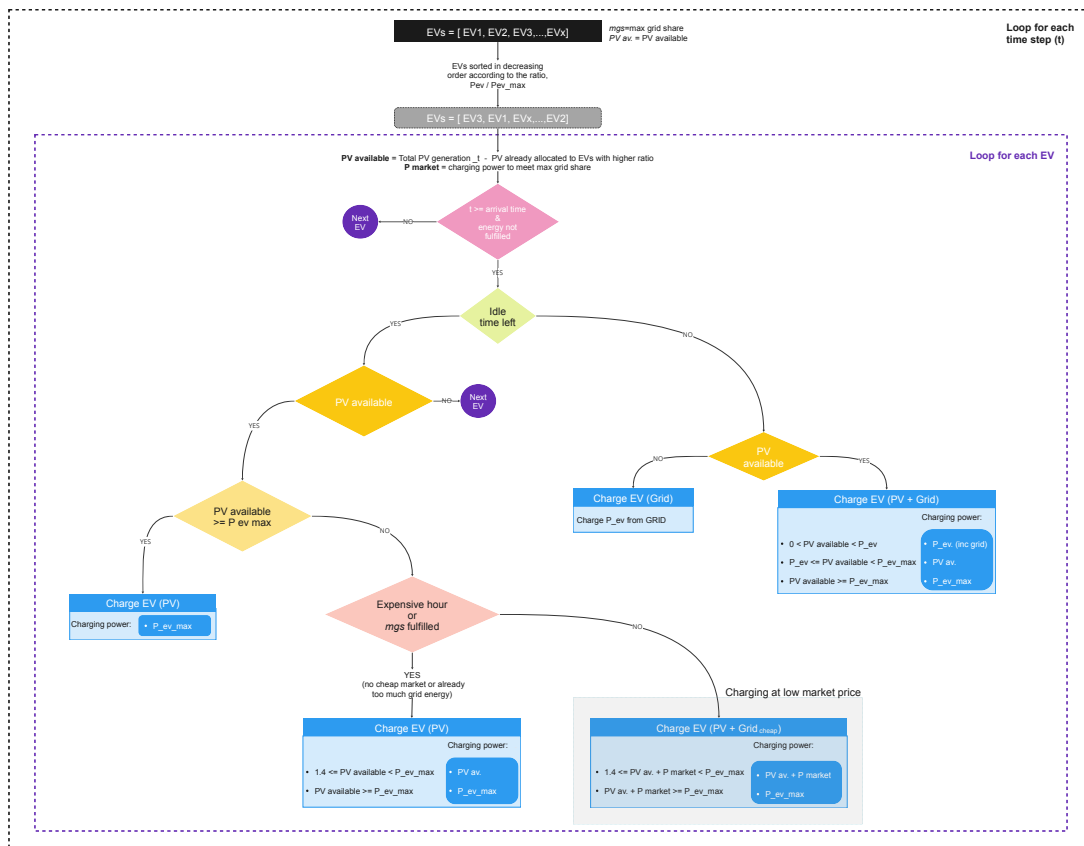 EVs = [ EV1, EV2, EV3,...,EVx]
mgs=max grid share
PV av. = PV available
Loop for each
time step (t)
EVs sorted in decreasing
order according to the ratio,
Pev / Pev_max
EVs = [ EV3, EV1, EVx,...,EV2]
Loop for each EV
PV available = Total PV generation _t - PV already allocated to EVs with higher ratio
P market = charging power to meet max grid share
t >= arrival time
&
energy not
fulfilled
NO
Next
EV
YES
Idle
time left
YES
NO
PV available
NO
Next
EV
YES
PV
available
NO
YES
Charge EV (Grid)
Charge P_ev from GRID
Charge EV (PV + Grid)
Charging power:
• 0 < PV available < P_ev
• P_ev. (inc grid)
• P_ev <= PV available < P_ev_max
• PV av.
• PV available >= P_ev_max
• P_ev_max
PV available
>= P ev max
YES
NO
Charge EV (PV)
Charging power:
• P_ev_max
Expensive hour
or
mgs fulfilled
NO
YES
(no cheap market or already
too much grid energy)
Charging at low market price
Charge EV (PV)
Charging power:
• 1.4 <= PV available < P_ev_max
• PV av.
• PV available >= P_ev_max
• P_ev_max
Charge EV (PV + Grid cheap)
Charging power:
• 1.4 <= PV av. + P market < P_ev_max
• PV av. + P market
• PV av. + P market >= P_ev_max
• P_ev_max